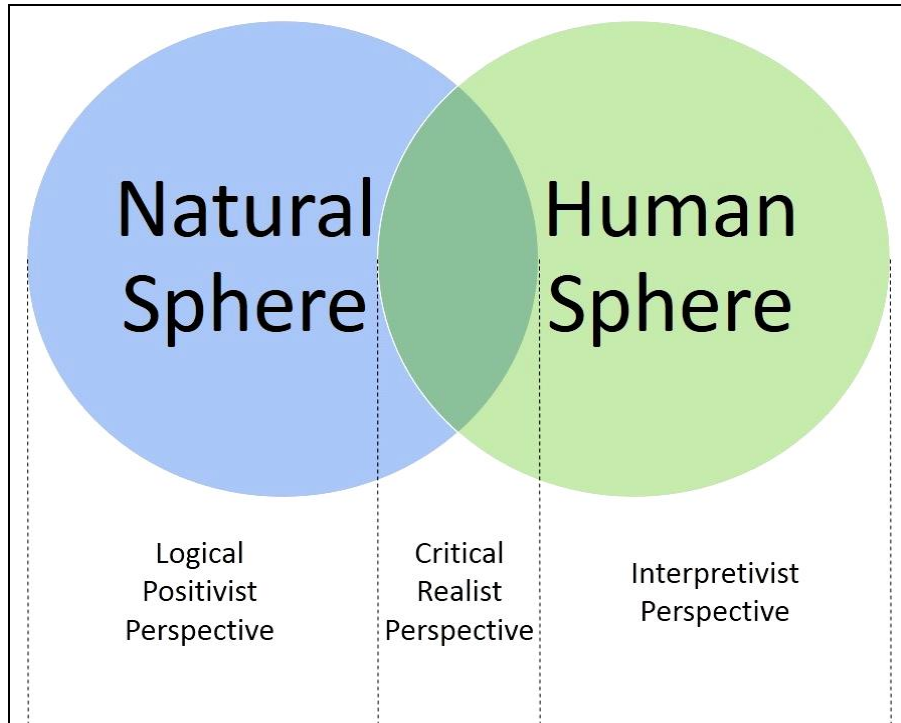 Natural
Sphere
Human
Sphere
Logical
Positivist
Perspective
Critical
Realist
Perspective
Interpretivist
Perspective